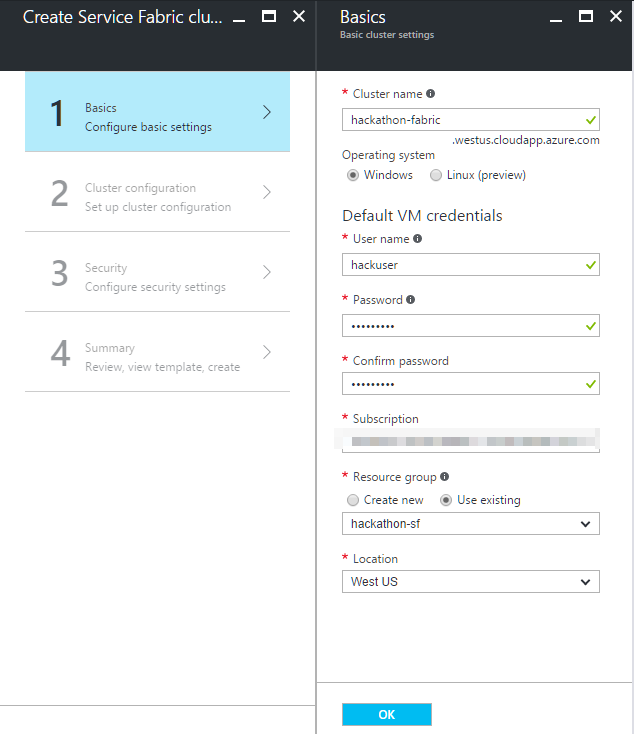 Create Service Fabric clu...
1
Basics
Configure basic settings
2
Cluster configuration
Set up cluster configuration
3
Security
Configure security settings
4
Summary
Review, view template, create
Basics
Basic cluster settings
* Cluster name
hackathon-fabric
.westus.cloudapp.azure.com
Operating system
Windows Linux (preview)
Default VM credentials
* User name
hackuser
* Password
•••••••••
* Confirm password
•••••••••
* Subscription
* Resource group
Create new Use existing
hackathon-sf
* Location
West US
OK